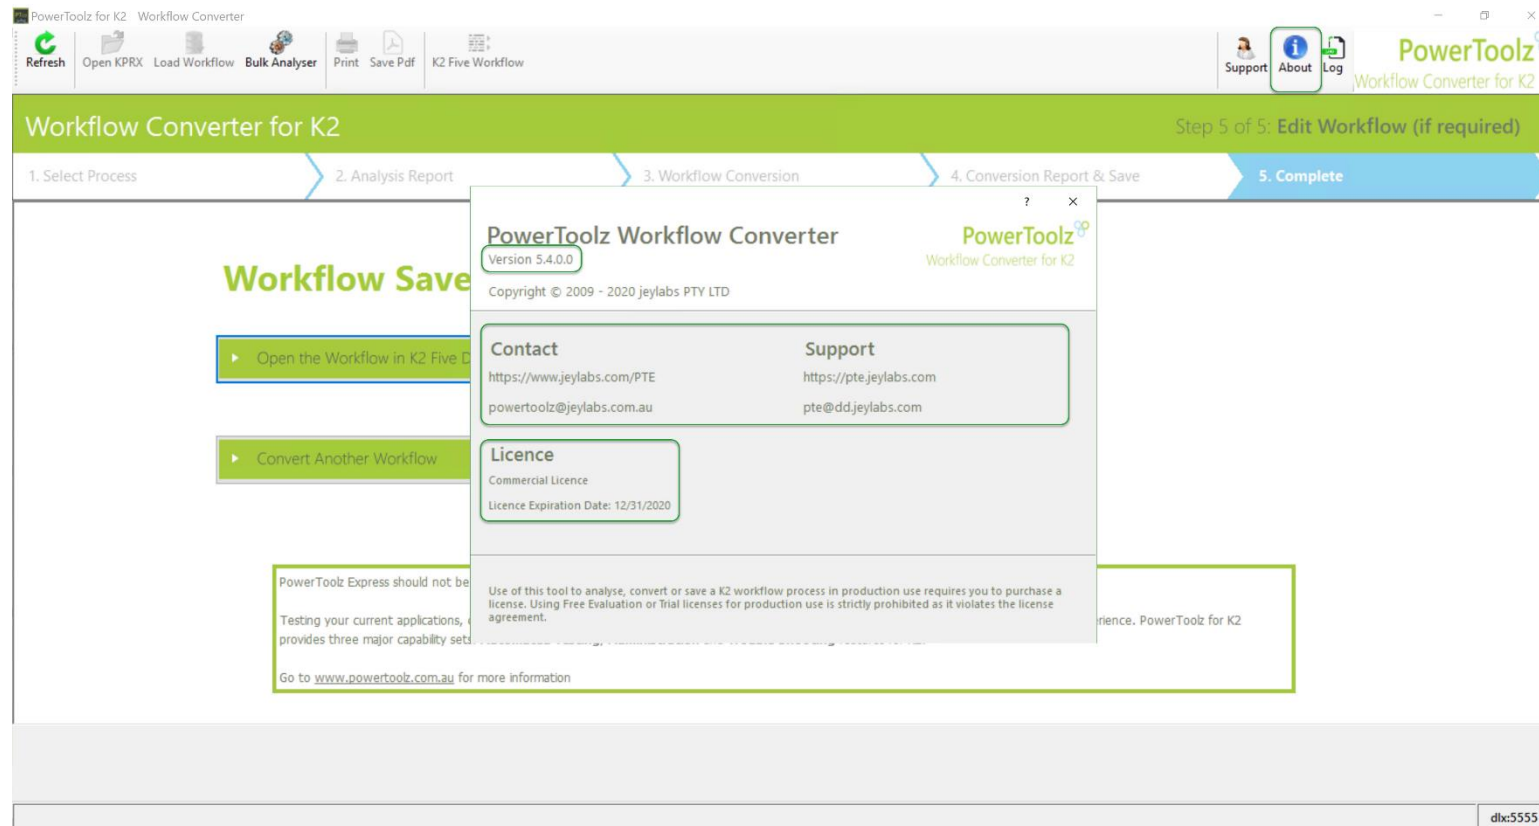 PowerToolz for K2 Workflow Converter
Refresh Open KPRX Load Workflow Bulk Analyser Print Save Pdf K2 Five Workflow Support About Log
PowerToolz
Workflow Converter for K2
Workflow Converter for K2 Step 5 of 5: Edit Workflow (if required)
1. Select Process 2. Analysis Report 3. Workflow Conversion 4. Conversion Report & Save 5. Complete
PowerToolz Workflow Converter
Version 5.4.0.0
PowerToolz
Workflow Converter for K2
Copyright © 2009 - 2020 jeylabs PTY LTD
Workflow Save
Open the Workflow in K2 Five D
Convert Another Workflow
Contact Support
https://www.jeylabs.com/PTE https://pte.jeylabs.com
powertoolz@jeylabs.com.au pte@dd.jeylabs.com
Licence
Commercial Licence
Licence Expiration Date: 12/31/2020
Use of this tool to analyse, convert or save a K2 workflow process in production use requires you to purchase a
license. Using Free Evaluation or Trial licenses for production use is strictly prohibited as it violates the license
agreement.
PowerToolz Express should not be
Testing your current applications, rience. PowerToolz for K2
provides three major capability sets
Go to www.powertoolz.com.au for more information
dlx:5555